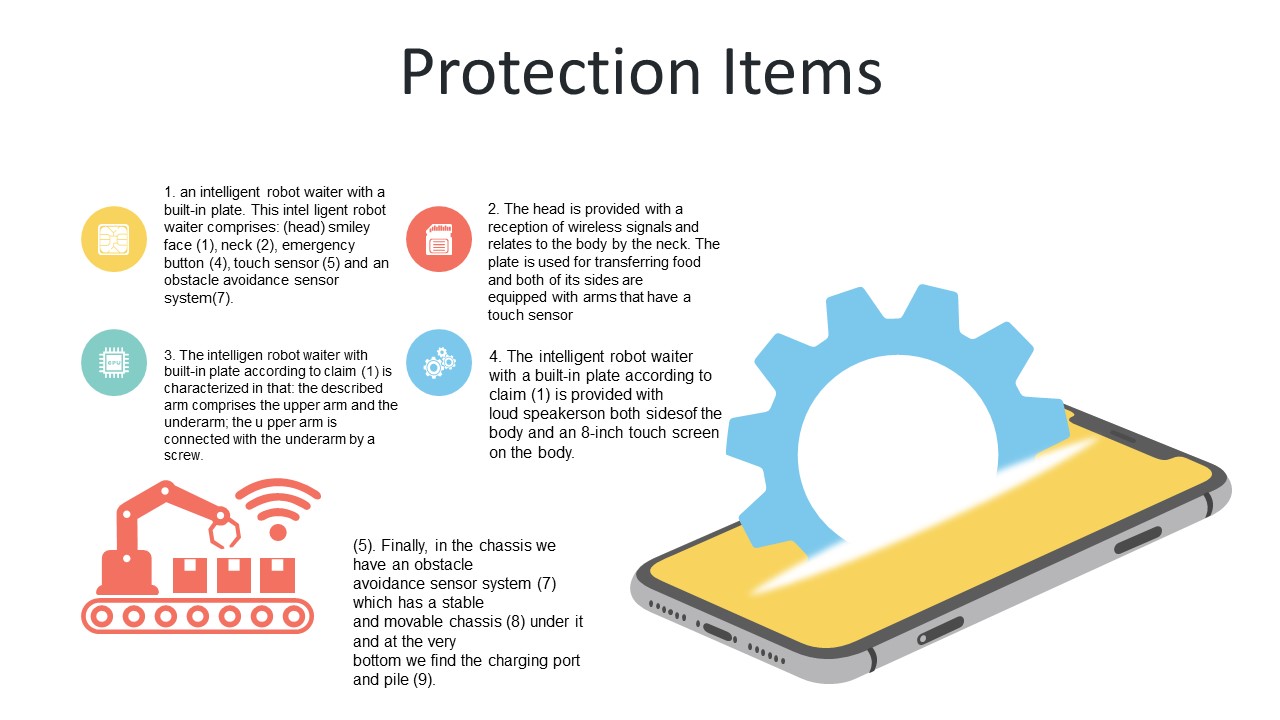 Protection Items
1. an intelligent robot waiter with a
built-in plate. This intel ligent robot
waiter comprises: (head) smiley
face (1), neck (2), emergency
button (4), touch sensor (5) and an
obstacle avoidance sensor
system(7).
2. The head is provided with a
reception of wireless signals and
relates to the body by the neck. The
plate is used for transferring food
and both of its sides are
equipped with arms that have a
touch sensor
3. The intelligen robot waiter with
built-in plate according to claim (1) is
characterized in that: the described
arm comprises the upper arm and the
underarm; the u pper arm is
connected with the underarm by a
screw.
CPU
4. The intelligent robot waiter
with a built-in plate according to
claim (1) is provided with
loud speakerson both sidesof the
body and an 8-inch touch screen
on the body.
(5). Finally, in the chassis we
have an obstacle
avoidance sensor system (7)
which has a stable
and movable chassis (8) under it
and at the very
bottom we find the charging port
and pile (9).